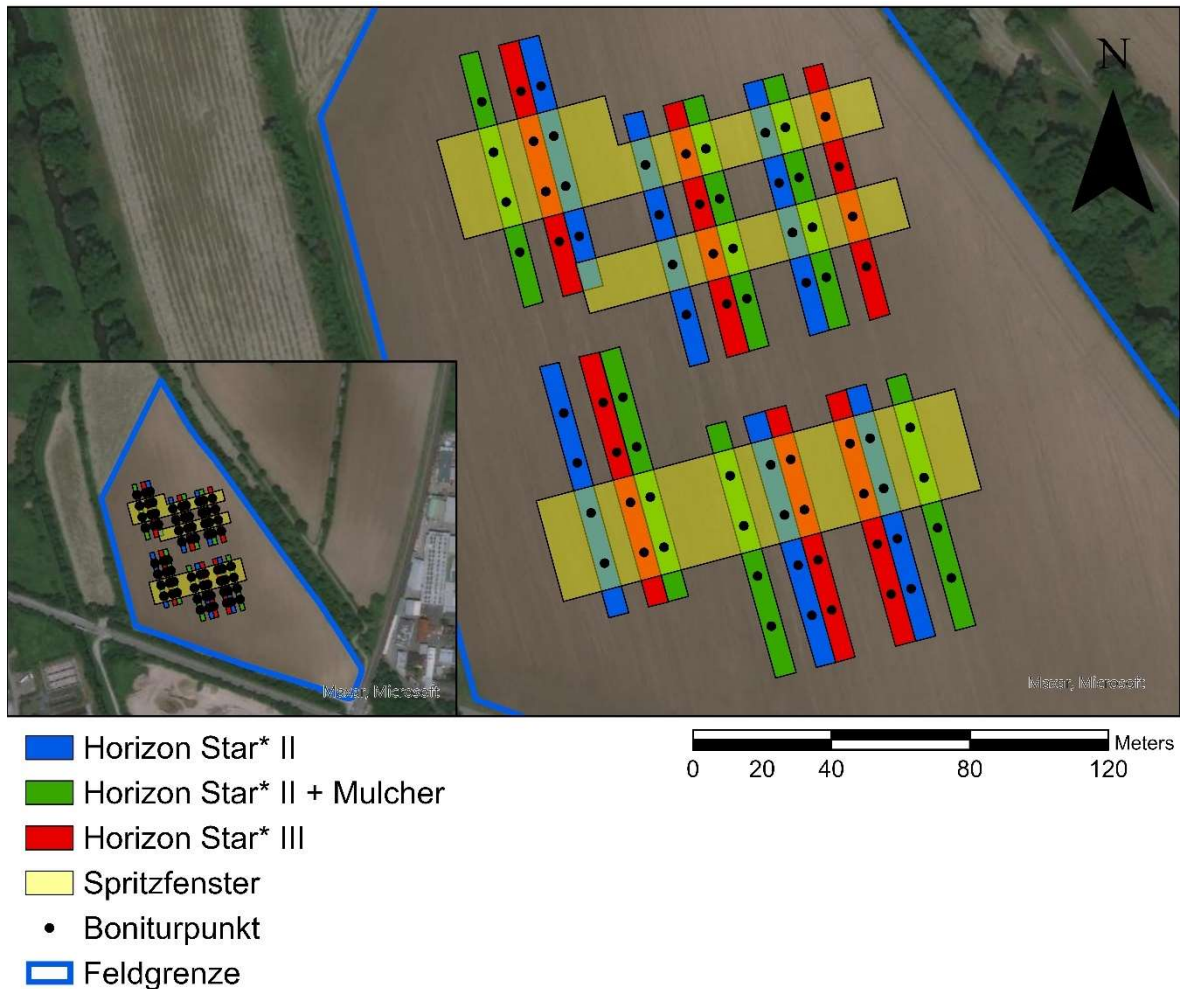 N
Maxar, Microsoft
Maxar, Microsoft
Horizon Star* II
Horizon Star* II + Mulcher
Horizon Star* III
Spritzfenster
Boniturpunkt
Feldgrenze
Meters
0 20 40 80 120